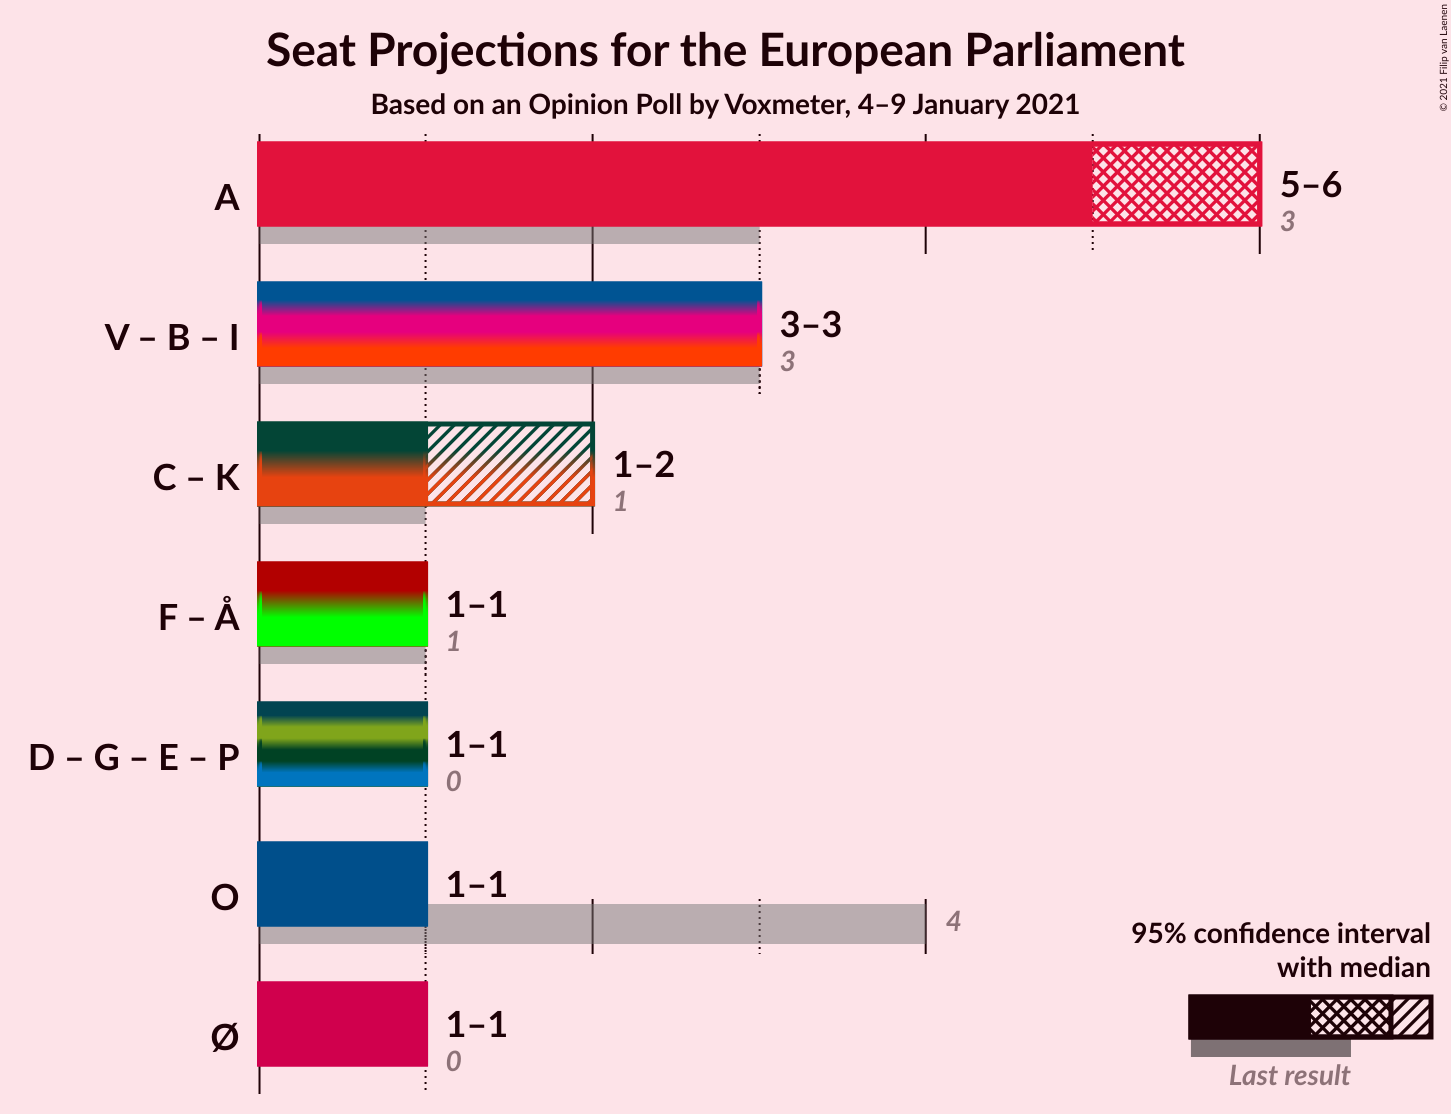 Seat Projections for the European Parliament
Based on an Opinion Poll by Voxmeter, 4–9 January 2021
© 2021 Filip van Laenen
A
5–6
3
V – B – I
3–3
3
C – K
1–2
1
F – Å
1–1
1
D – G – E – P
1–1
0
O
1–1
4
Ø
1–1
0
95% confidence interval
with median
Last result